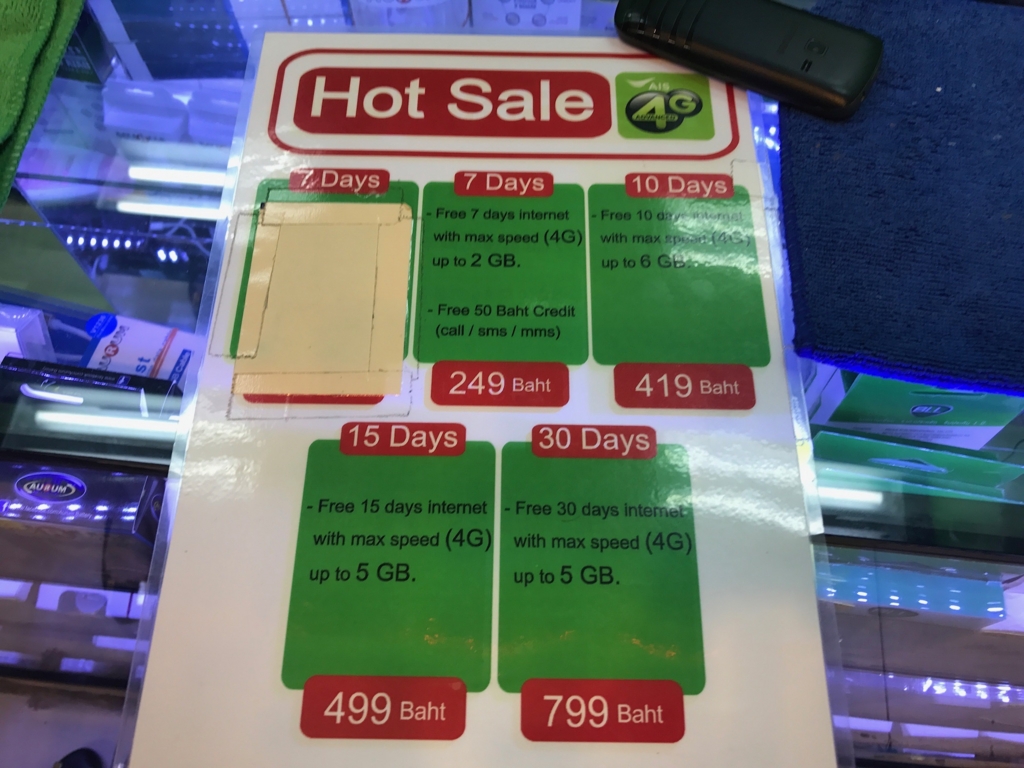 Hot Sale
AIS
4G
ADVANCED
7 Days
7 Days
- Free 7 days internet
with max speed (4G)
up to 2 GB.
- Free 50 Baht Credit
(call / sms / mms)
249 Baht
10 Days
- Free 10 days internet
with max speed (4G)
up to 6 GB.
419 Baht
15 Days
- Free 15 days internet
with max speed (4G)
up to 5 GB.
499 Baht
30 Days
- Free 30 days internet
with max speed (4G)
up to 5 GB.
799 Baht
AURUM